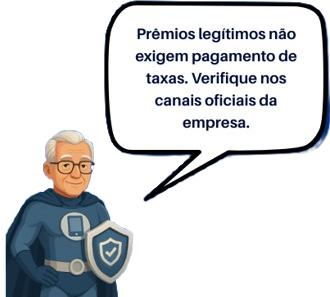 Prêmios legítimos não
exigem pagamento de
taxas. Verifique nos
canais oficiais da
empresa.